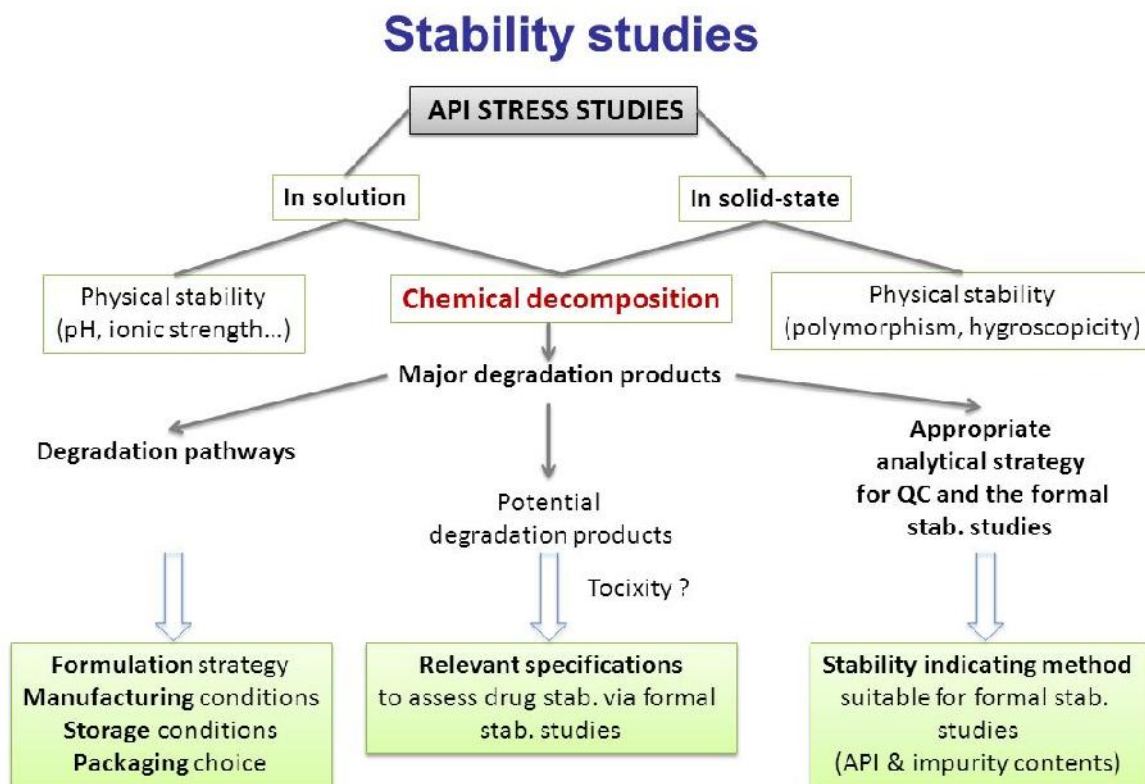 Stability studies
API STRESS STUDIES
In solution
In solid-state
Physical stability
(pH, ionic strength...)
Chemical decomposition
Physical stability
(polymorphism, hygroscopicity)
Major degradation products
Degradation pathways
Potential
degradation products
Appropriate
analytical strategy
for QC and the formal
stab. studies
Tocixity ?
Formulation strategy
Manufacturing conditions
Storage conditions
Packaging choice
Relevant specifications
to assess drug stab. via formal
stab. studies
Stability indicating method
suitable for formal stab.
studies
(API & impurity contents)